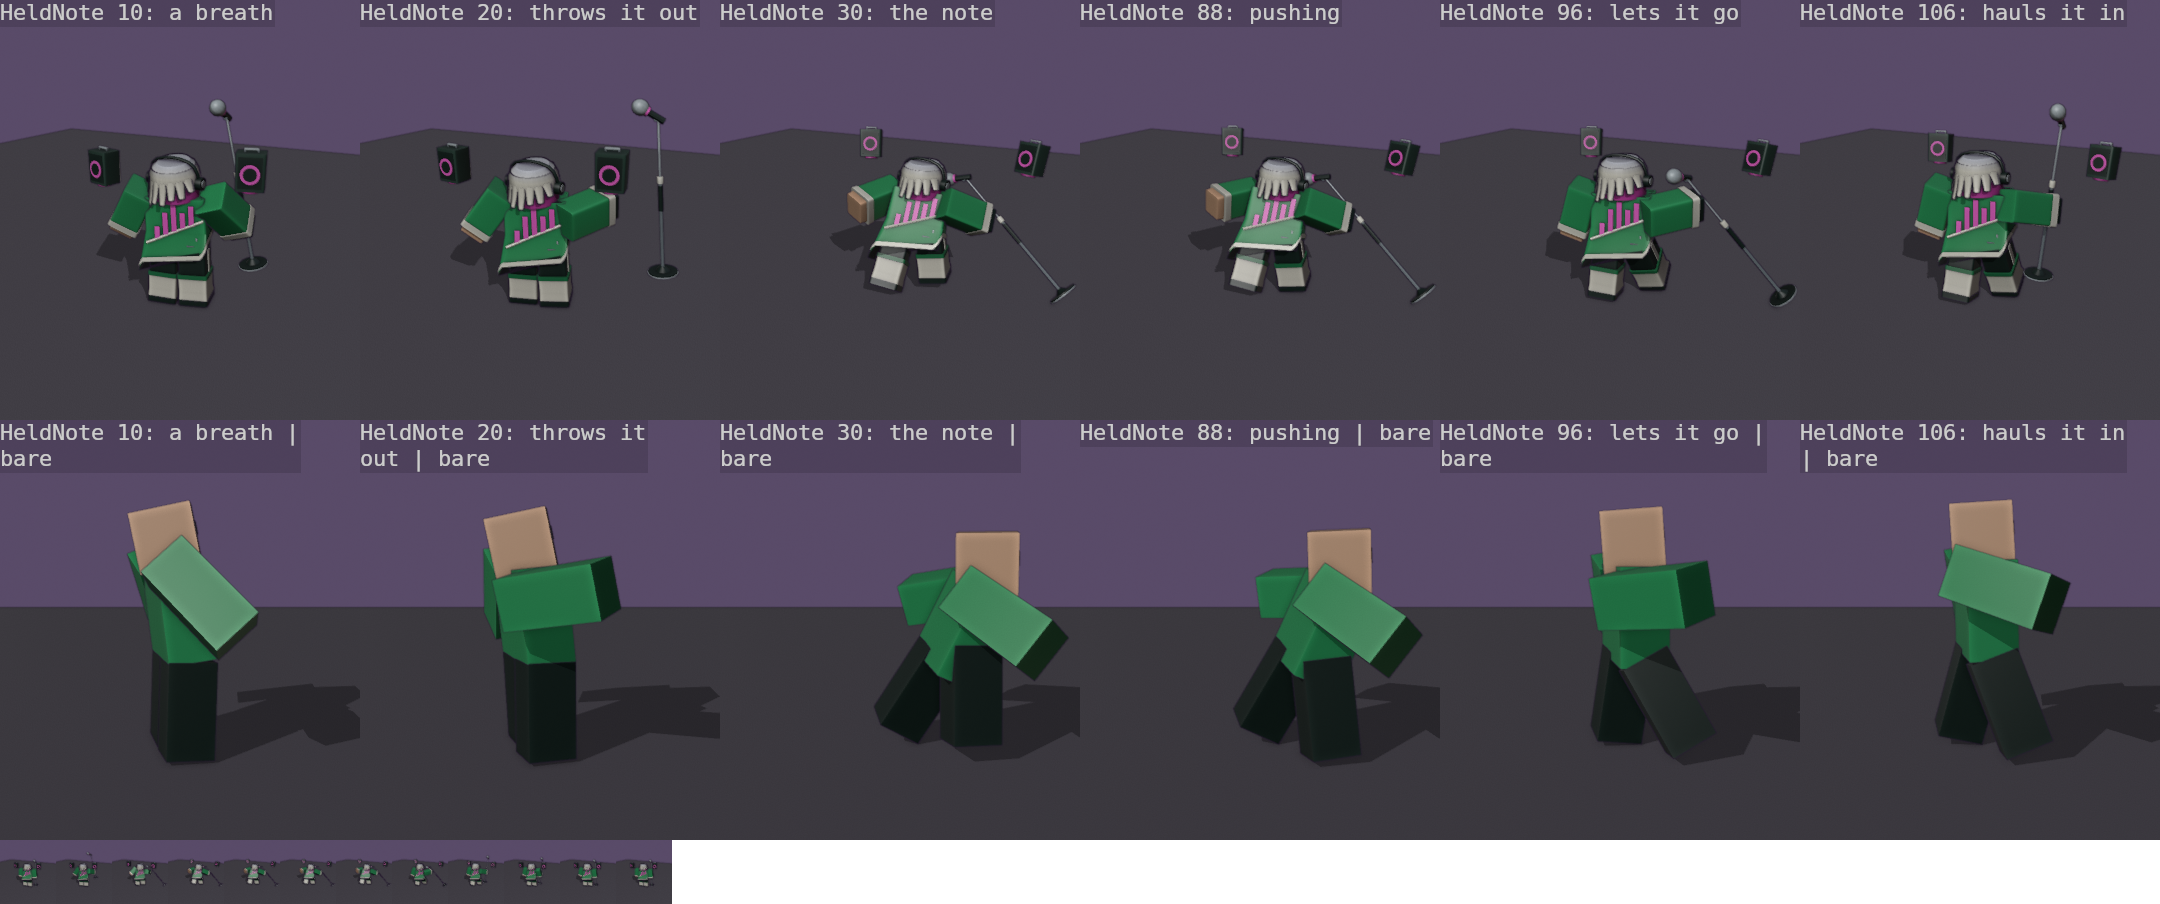 HeldNote 10: a breath
HeldNote 20: throws it out
HeldNote 30: the note
HeldNote 88: pushing
HeldNote 96: lets it go
HeldNote 106: hauls it in
HeldNote 10: a breath |
bare
HeldNote 20: throws it
out | bare
HeldNote 30: the note |
bare
HeldNote 88: pushing | bare
HeldNote 96: lets it go |
bare
HeldNote 106: hauls it in
| bare